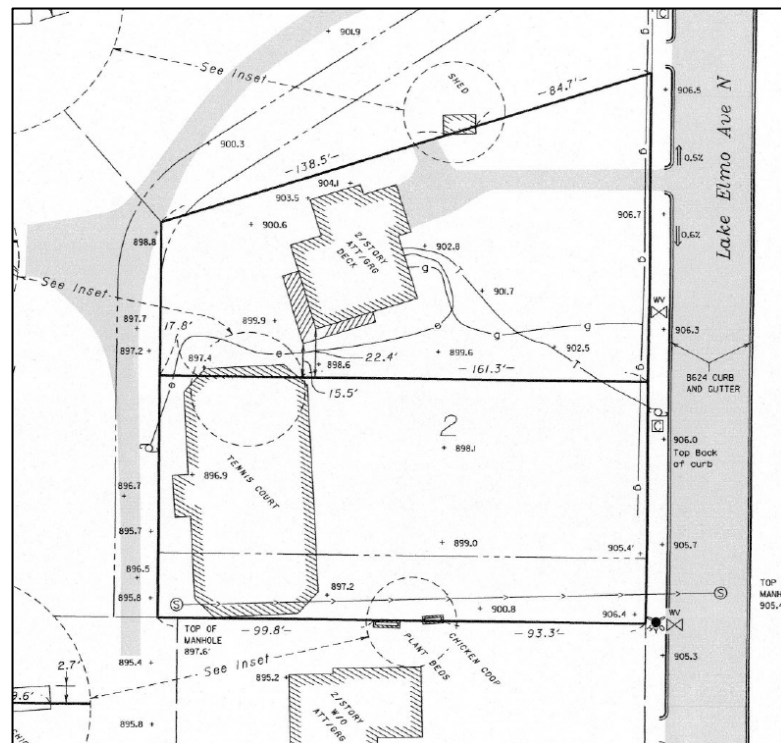 C
901.9
See Inset
SHED
84.7'
906.5
g
Lake Elmo Ave N
0.5%
900.3
138.5'
904.1
903.5
906.7
0.6%
900.6
898.8
2/STORY
ATT/GRG
DECK
902.8
g
T
901.7
See Inset
WV
17.8'
899.9
897.7
e
g
g
906.3
897.2
e
22.4'
899.6
902.5
T
897.4
898.6
161.3'
B624 CURB
AND GUTTER
e
15.5'
2
C
906.0
Top Back
of curb
898.1
TENNIS COURT
896.9
g
896.7
895.7
899.0
905.4'
905.7
896.5
895.8
S
897.2
900.8
906.4
S
TOP
MANH
905.4
TOP OF
MANHOLE
897.6'
99.8'
PLANT BEDS
CHICKEN COOP
93.3'
WV
2.7'
895.4
See Inset
895.2
905.3
9.6'
2/STORY
W/O
ATT/GRG
895.8
CHIC